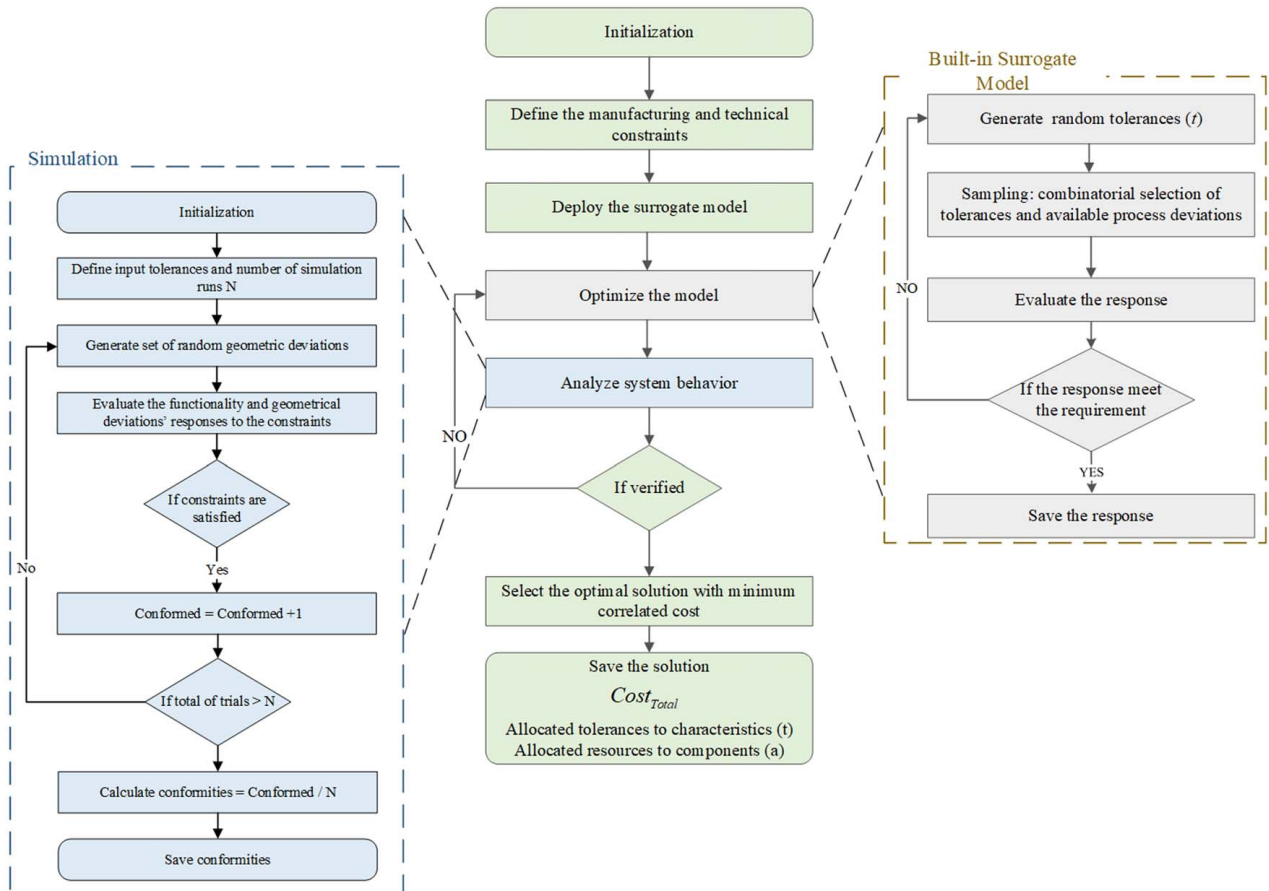 Simulation
Initialization
Define input tolerances and number of simulation
runs N
Generate set of random geometric deviations
Evaluate the functionality and geometrical
deviations' responses to the constraints
If constraints are
satisfied
No
Yes
Conformed = Conformed +1
If total of trials > N
Calculate conformities = Conformed / N
Save conformities
Initialization
Define the manufacturing and technical
constraints
Deploy the surrogate model
Optimize the model
Analyze system behavior
NO
If verified
Select the optimal solution with minimum
correlated cost
Save the solution
Cost_Total
Allocated tolerances to characteristics (t)
Allocated resources to components (a)
Built-in Surrogate
Model
Generate random tolerances (t)
Sampling: combinatorial selection of
tolerances and available process deviations
NO
Evaluate the response
If the response meet
the requirement
YES
Save the response